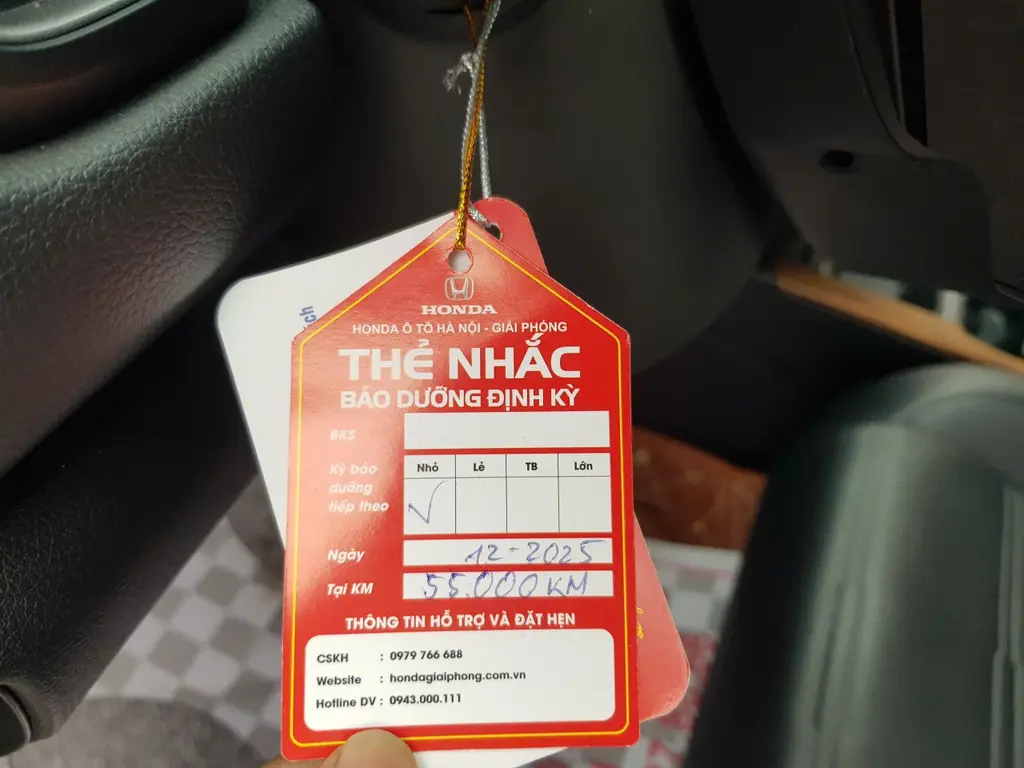 ích
HONDA
HONDA Ô TÔ HÀ NỘI - GIẢI PHÓNG
THẺ NHẮC
BẢO DƯỠNG ĐỊNH KỲ
BKS
Kỳ bảo dưỡng tiếp theo
Nhỏ Lẻ TB Lớn
Ngày 12-2025
Tại KM 55.000 KM
THÔNG TIN HỖ TRỢ VÀ ĐẶT HẸN
CSKH : 0979 766 688
Website : hondagiaiphong.com.vn
Hotline DV : 0943.000.111